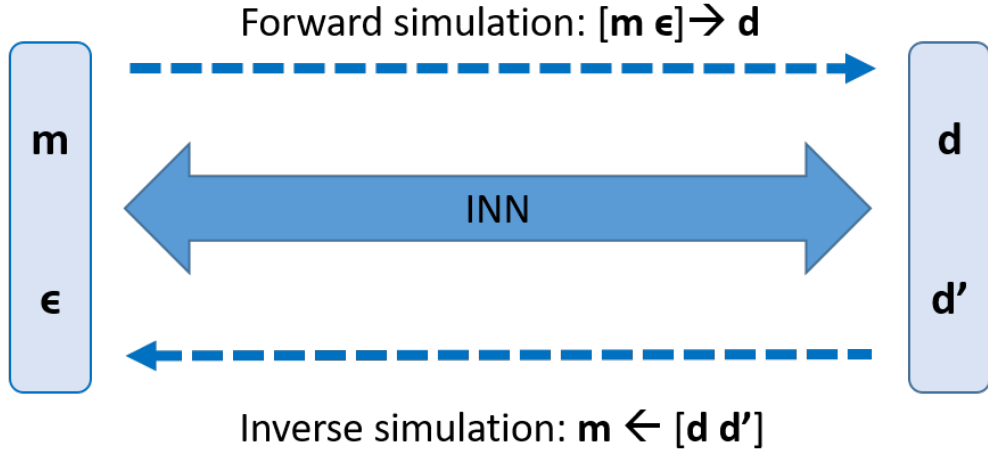 Forward simulation: [m ϵ]→ d
m
d
INN
ϵ
d’
Inverse simulation: m ← [d d’]